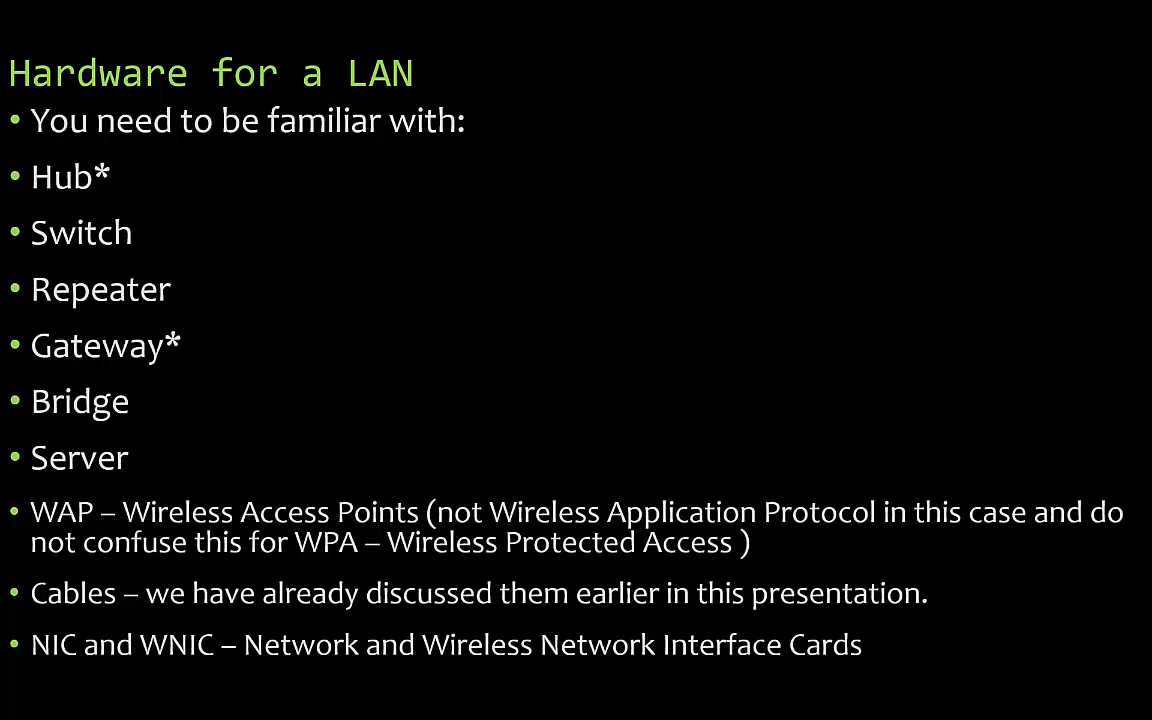 Hardware for a LAN
• You need to be familiar with:
• Hub*
• Switch
• Repeater
• Gateway*
• Bridge
• Server
• WAP – Wireless Access Points (not Wireless Application Protocol in this case and do
not confuse this for WPA – Wireless Protected Access )
• Cables – we have already discussed them earlier in this presentation.
• NIC and WNIC – Network and Wireless Network Interface Cards